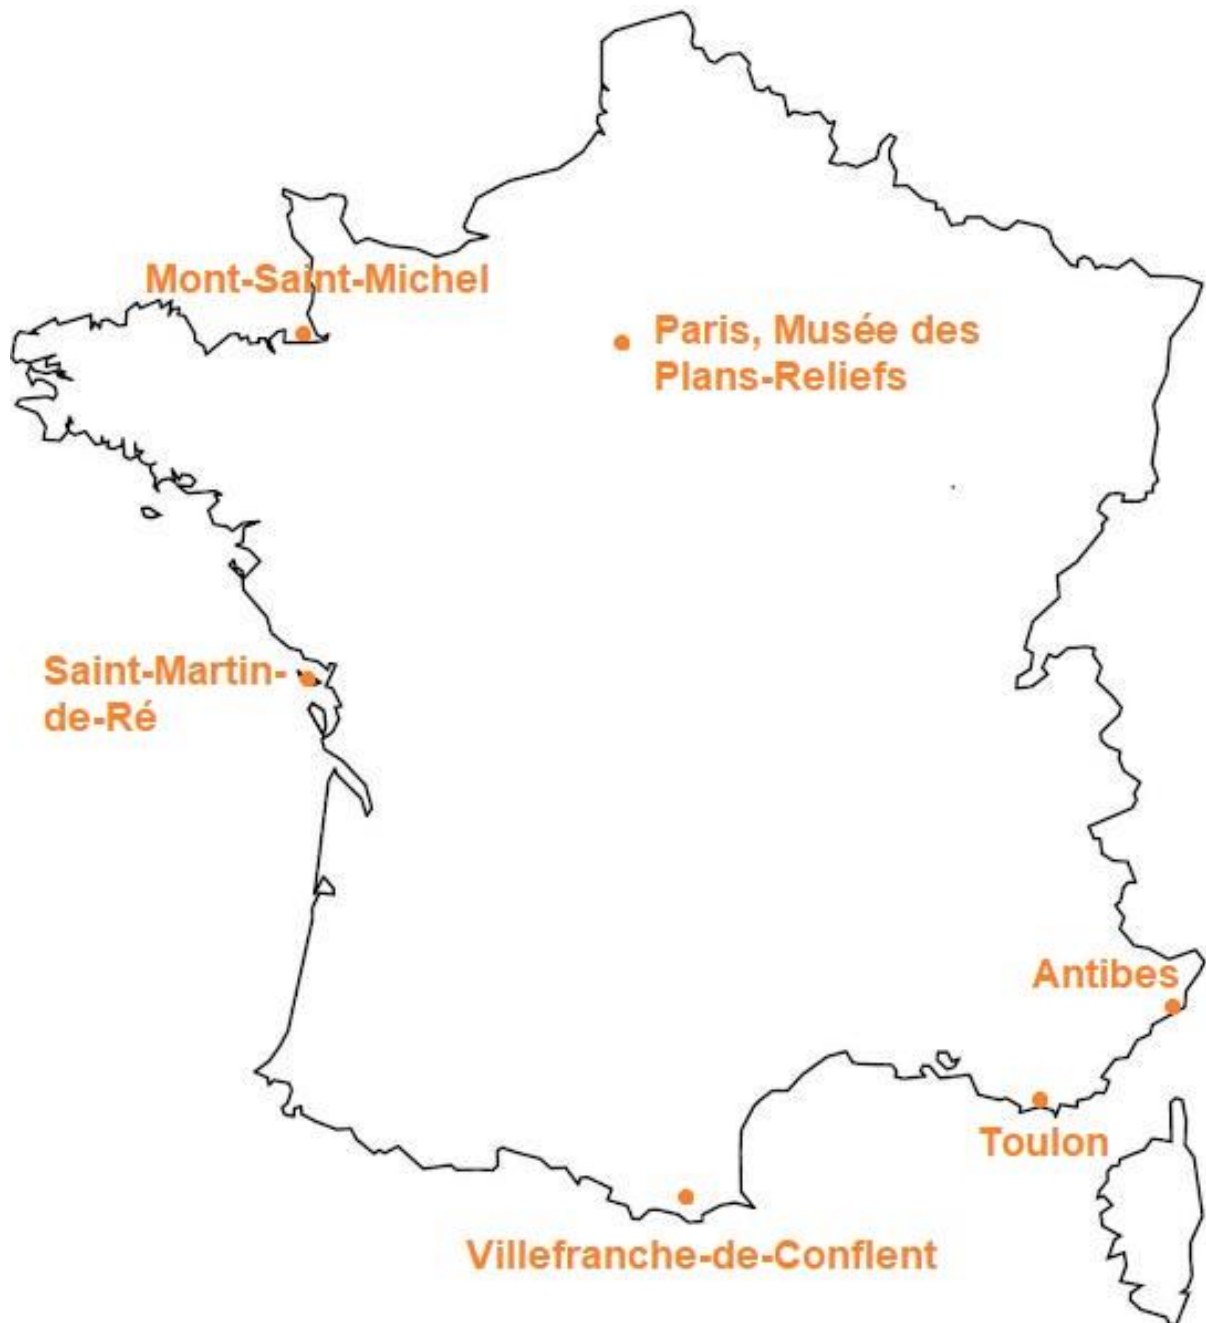 Mont-Saint-Michel
Paris, Musée des
Plans-Reliefs
Saint-Martin-
de-Ré
Antibes
Toulon
Villefranche-de-Conflent